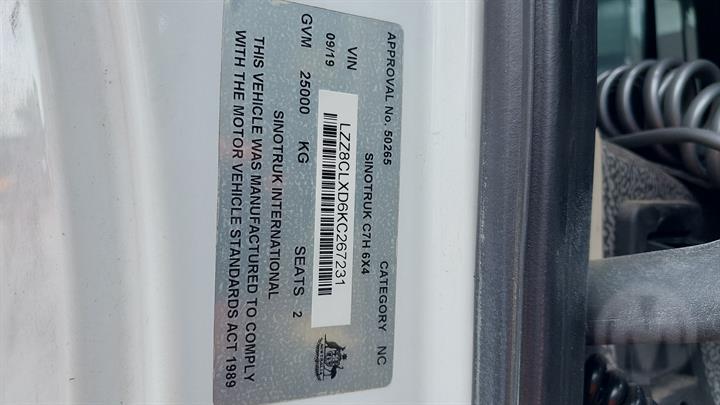 APPROVAL No. 50265 CATEGORY NC
SINOTRUK C7H 6X4
VIN LZZ8CLXD6KC267231
09/19
GVM 25000 KG SEATS 2
SINOTRUK INTERNATIONAL
THIS VEHICLE WAS MANUFACTURED TO COMPLY
WITH THE MOTOR VEHICLE STANDARDS ACT 1989